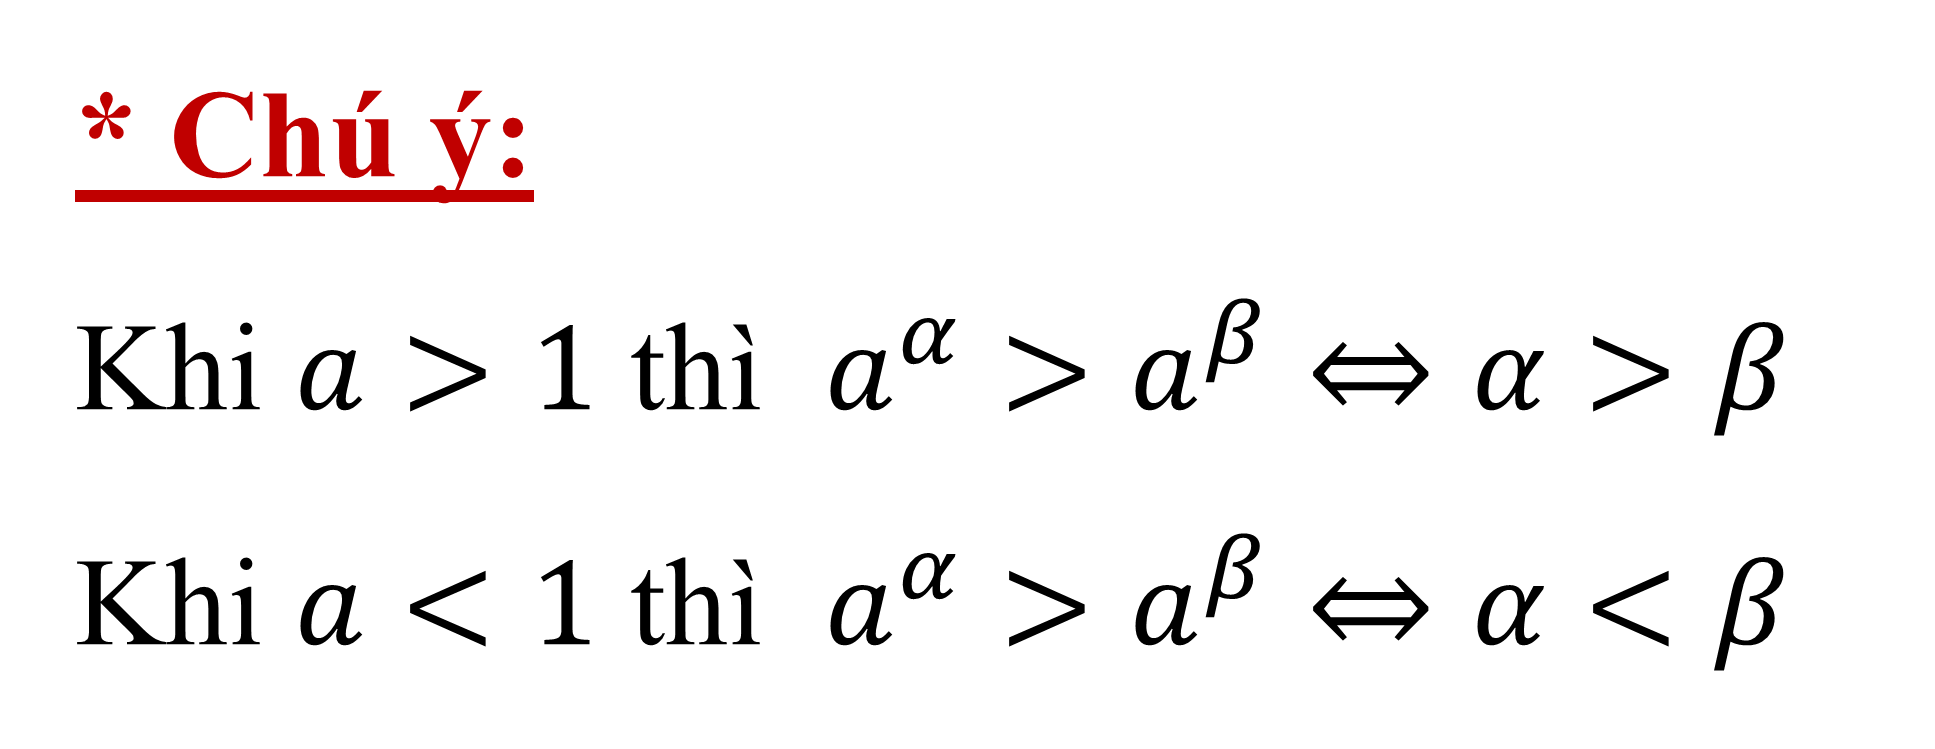 * Chú ý:
Khi 𝑎 > 1 thì 𝑎^𝛼 > 𝑎^𝛽 ⇔ 𝛼 > 𝛽
Khi 𝑎 < 1 thì 𝑎^𝛼 > 𝑎^𝛽 ⇔ 𝛼 < 𝛽